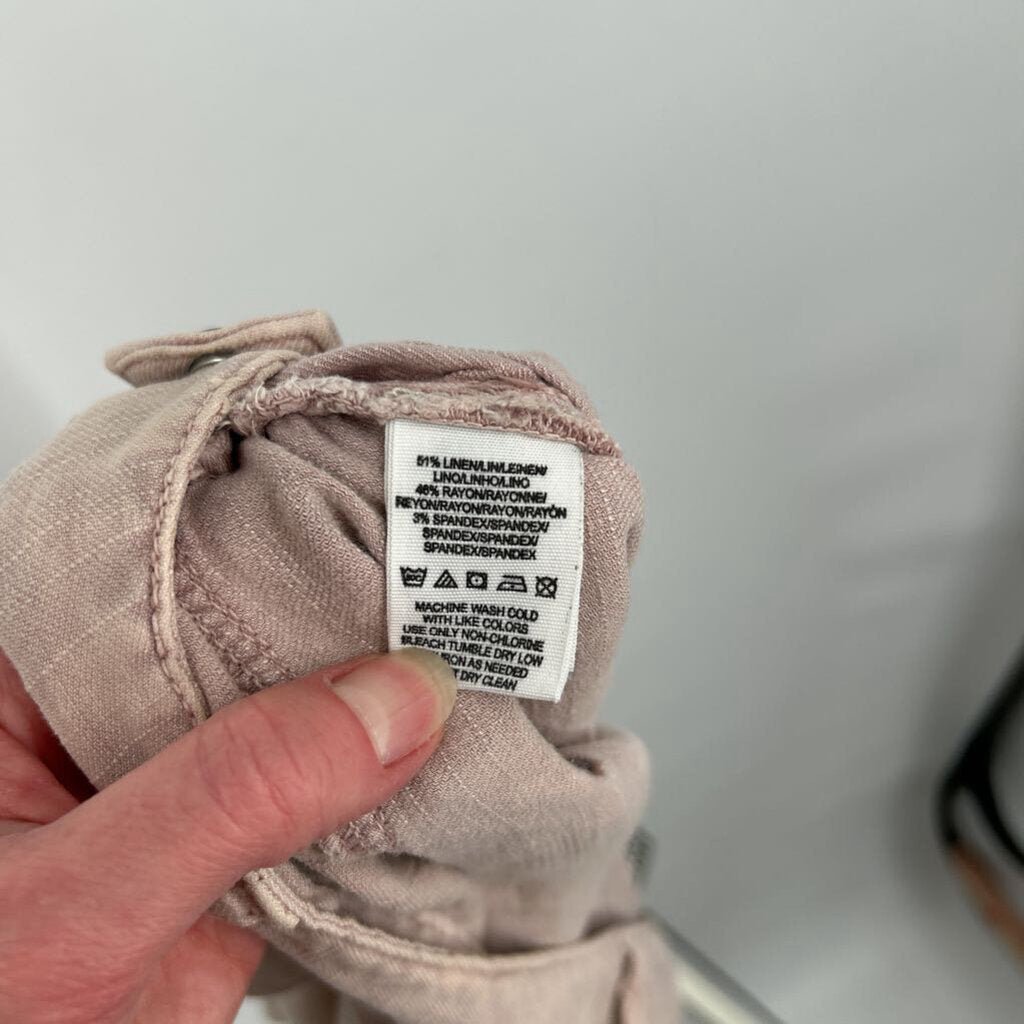 51% LINEN/LIN/LEINEN/
LINO/LINHO/LINO
46% RAYON/RAYONNE/
REYON/RAYON/RAYON/RAYÓN
3% SPANDEX/SPANDEX/
SPANDEX/SPANDEX/
SPANDEX/SPANDEX
MACHINE WASH COLD
WITH LIKE COLORS
USE ONLY NON-CHLORINE
BLEACH TUMBLE DRY LOW
IRON AS NEEDED
DRY CLEAN